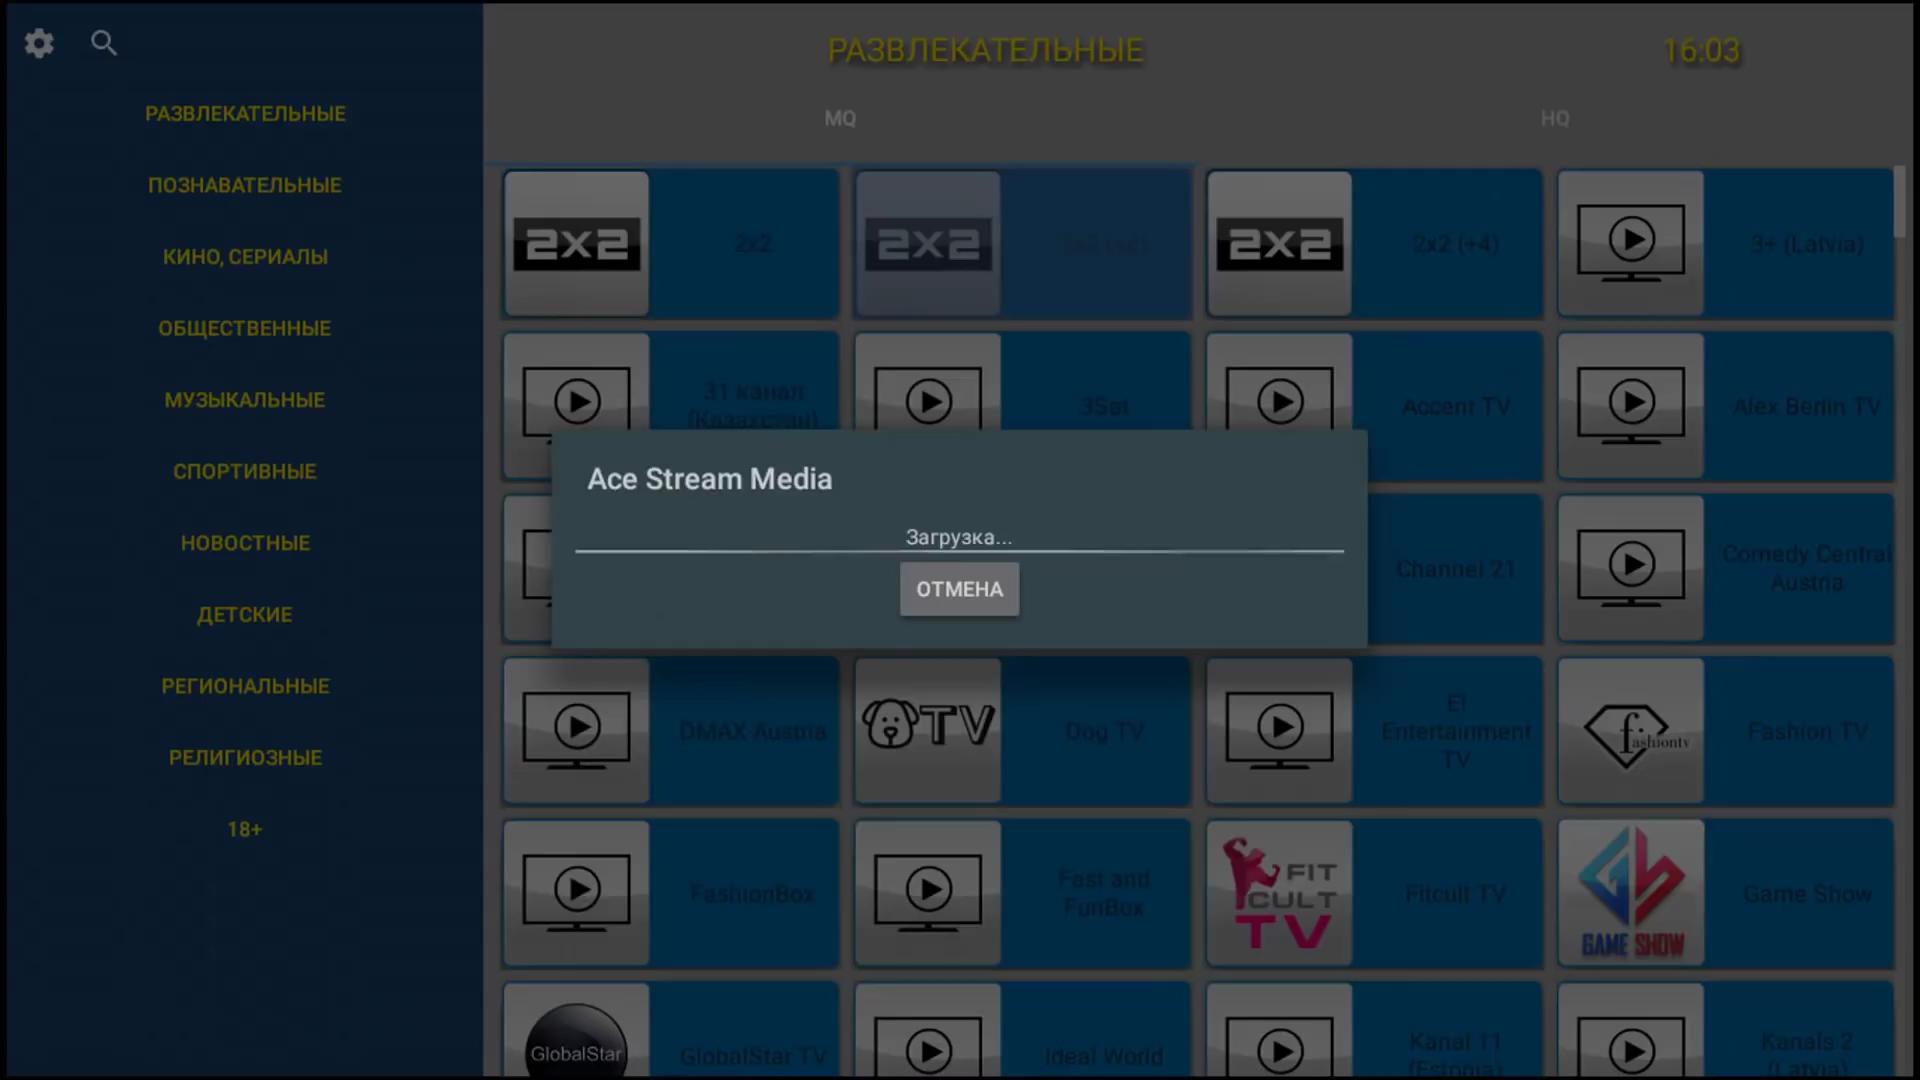 РАЗВЛЕКАТЕЛЬНЫЕ
16:03
MQ
HQ
РАЗВЛЕКАТЕЛЬНЫЕ
ПОЗНАВАТЕЛЬНЫЕ
КИНО, СЕРИАЛЫ
ОБЩЕСТВЕННЫЕ
МУЗЫКАЛЬНЫЕ
СПОРТИВНЫЕ
НОВОСТНЫЕ
ДЕТСКИЕ
РЕГИОНАЛЬНЫЕ
РЕЛИГИОЗНЫЕ
18+
2x2
2x2
2x2
2x2
2x2 (+4)
3+ (Latvia)
31 канал
(Казахстан)
3Sat
Accent TV
Alex Berlin TV
Ace Stream Media
Загрузка...
ОТМЕНА
Channel 21
Comedy Central
Austria
DMAX Austria
TV
Dog TV
E!
Entertainment
TV
fashiontv
Fashion TV
FashionBox
Fast and
FunBox
FIT
CULT
TV
Fitcult TV
GAME SHOW
Game Show
GlobalStar
GlobalStar TV
Ideal World
Kanal 11
(Estonia)
Kanals 2
(Latvia)